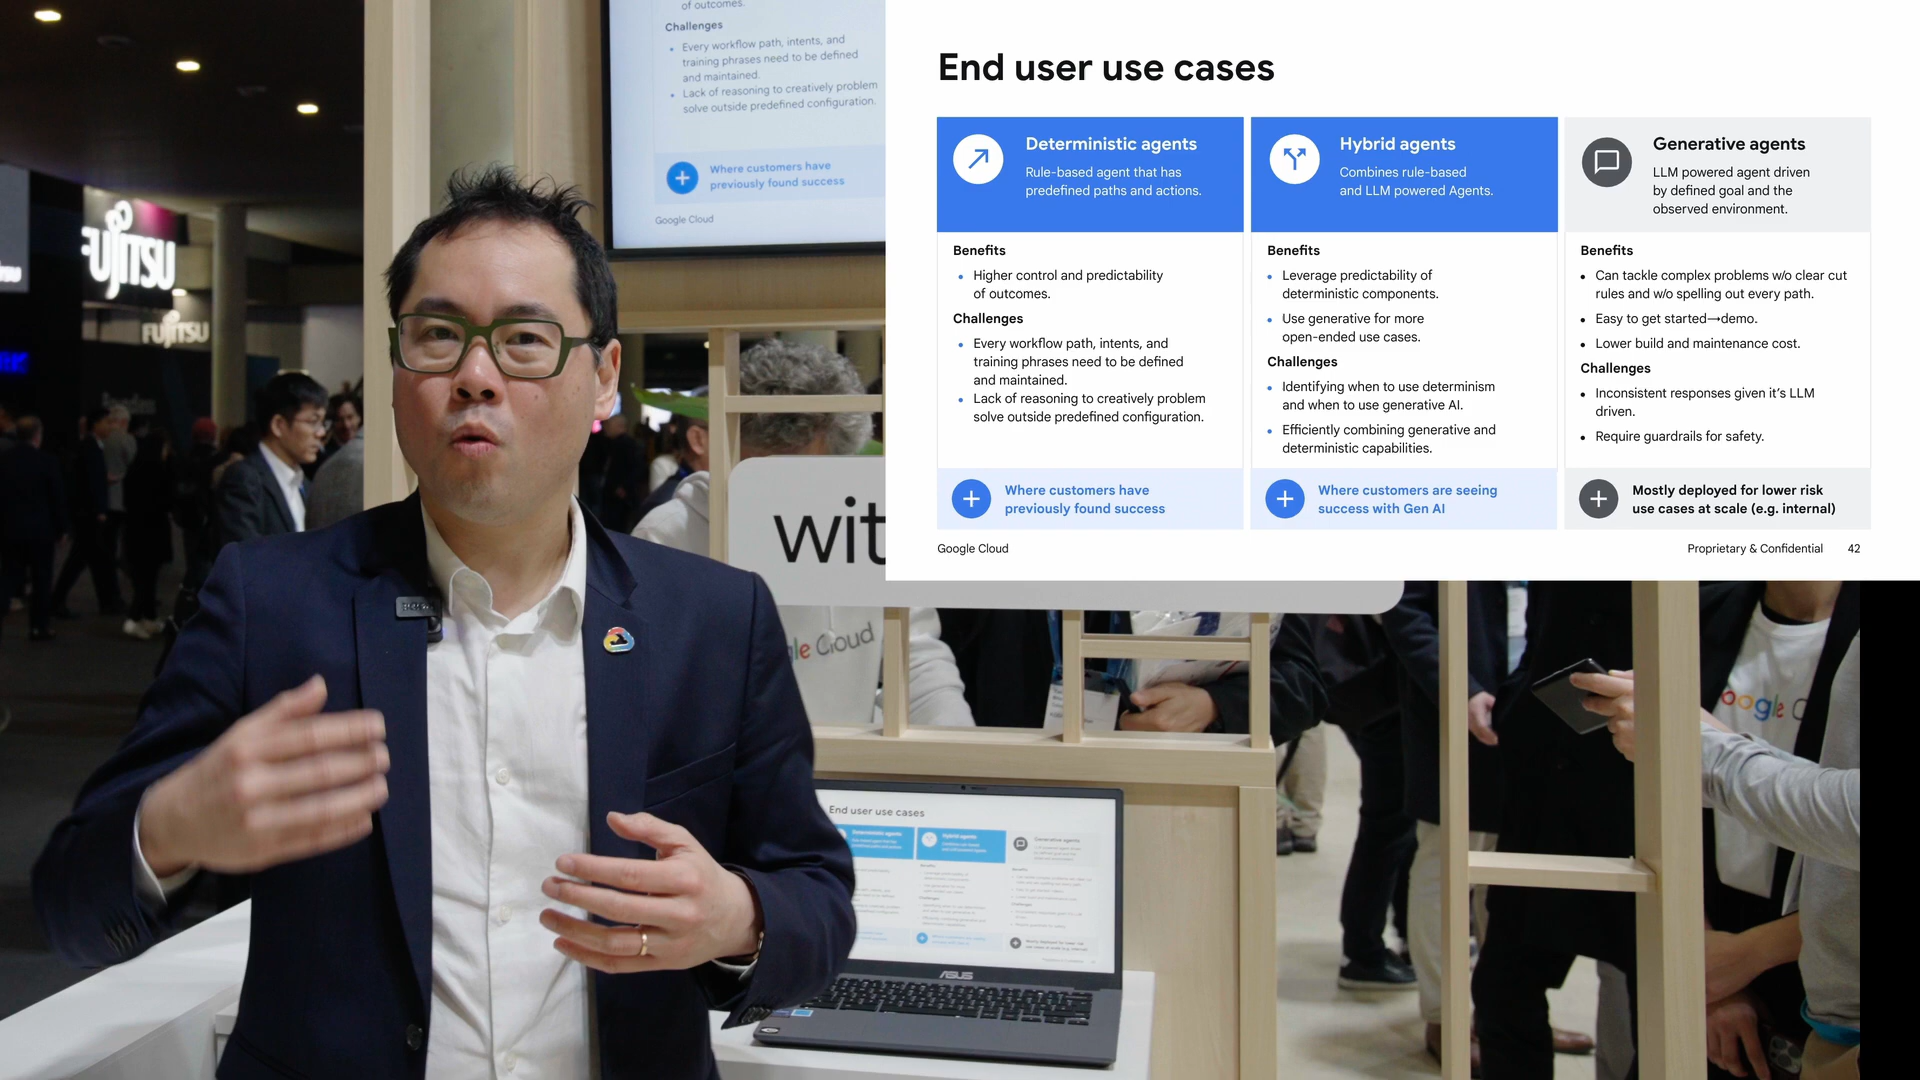 of outcomes.
Challenges
• Every workflow path, intents, and
training phrases need to be defined
and maintained.
• Lack of reasoning to creatively problem
solve outside predefined configuration.
Where customers have
previously found success
Google Cloud
FUJITSU
FUJITSU
End user use cases
Deterministic agents
Rule-based agent that has
predefined paths and actions.
Benefits
• Higher control and predictability
of outcomes.
Challenges
• Every workflow path, intents, and
training phrases need to be defined
and maintained.
• Lack of reasoning to creatively problem
solve outside predefined configuration.
Where customers have
previously found success
Hybrid agents
Combines rule-based
and LLM powered Agents.
Benefits
• Leverage predictability of
deterministic components.
• Use generative for more
open-ended use cases.
Challenges
• Identifying when to use determinism
and when to use generative AI.
• Efficiently combining generative and
deterministic capabilities.
Where customers are seeing
success with Gen AI
Generative agents
LLM powered agent driven
by defined goal and the
observed environment.
Benefits
• Can tackle complex problems w/o clear cut
rules and w/o spelling out every path.
• Easy to get started→demo.
• Lower build and maintenance cost.
Challenges
• Inconsistent responses given it's LLM
driven.
• Require guardrails for safety.
Mostly deployed for lower risk
use cases at scale (e.g. internal)
Google Cloud
Proprietary & Confidential 42
wit
gle Cloud
oogle C
End user use cases
Deterministic agents
Hybrid agents
Generative agents
ASUS